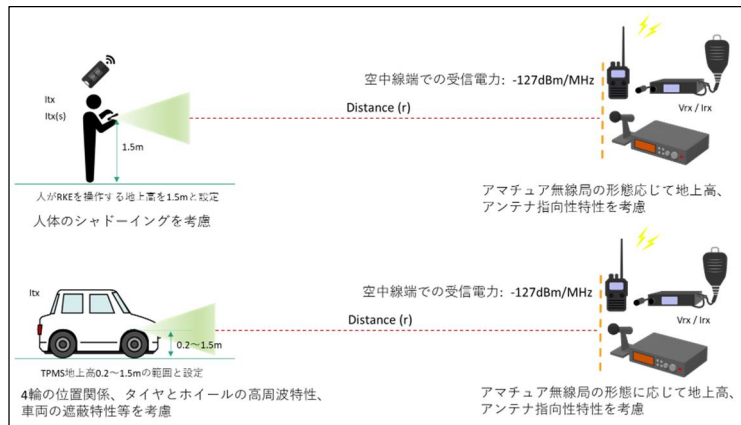 空中線端での受信電力: -127dBm/MHz
Itx
Itx(s)
Distance (r)
Vrx / Irx
1.5m
人がRKEを操作する地上高を1.5mと設定
人体のシャドーイングを考慮
アマチュア無線局の形態応じて地上高、
アンテナ指向性特性を考慮
Itx
空中線端での受信電力: -127dBm/MHz
Distance (r)
Vrx / Irx
0.2～1.5m
TPMS地上高0.2～1.5mの範囲と設定
4輪の位置関係、タイヤとホイールの高周波特性、
車両の遮蔽特性等を考慮
アマチュア無線局の形態に応じて地上高、
アンテナ指向性特性を考慮